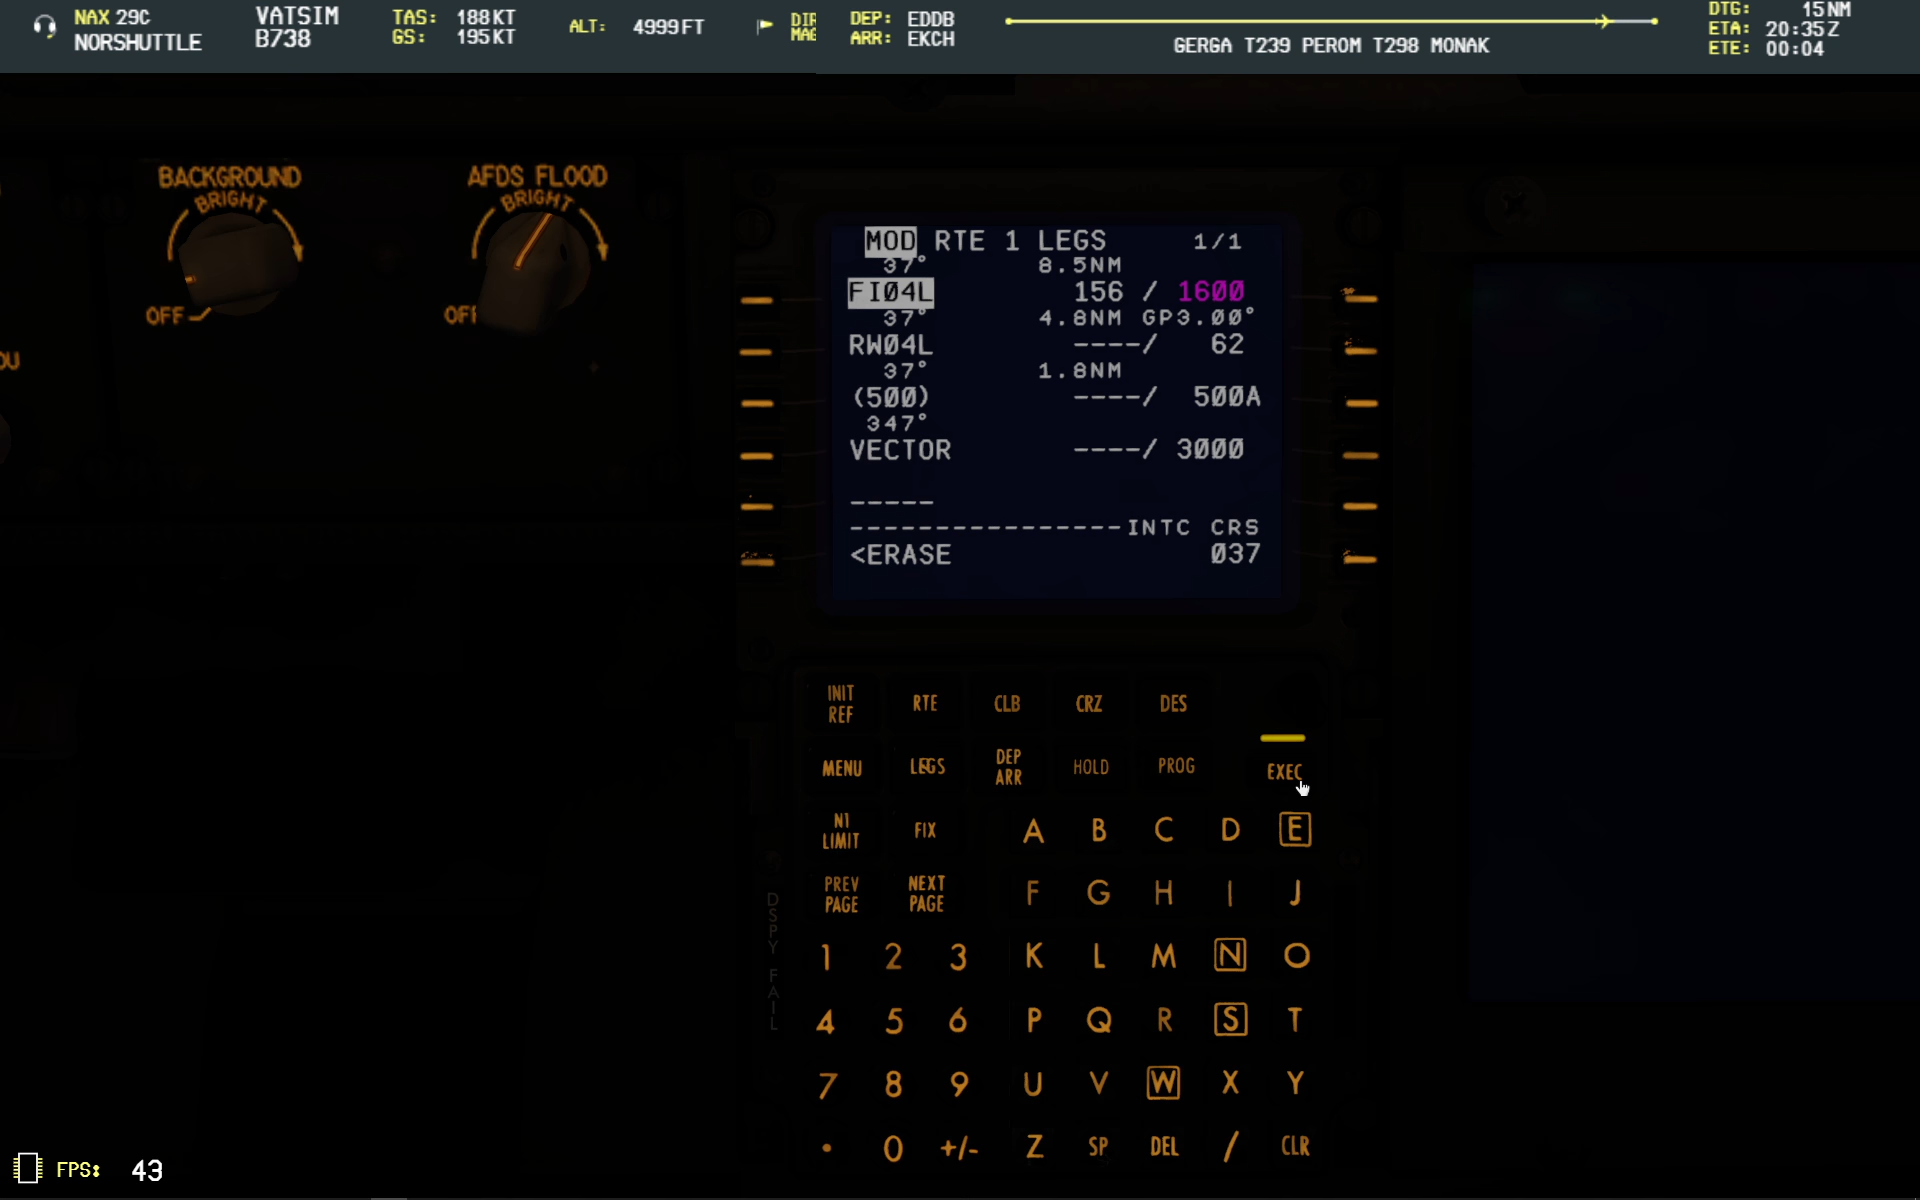 NAX 29C
NORSHUTTLE
VATSIM
B738
TAS: 188KT
GS: 195KT
ALT: 4999FT
DIR
MAG
DEP: EDDB
ARR: EKCH
GERGA T239 PEROM T298 MONAK
DTG: 15NM
ETA: 20:35Z
ETE: 00:04
BACKGROUND
BRIGHT
OFF
AFDS FLOOD
BRIGHT
OFF
MOD RTE 1 LEGS 1/1
37° 8.5NM
FI04L 156 / 1600
37° 4.8NM GP3.00°
RW04L ----/ 62
37° 1.8NM
(500) ----/ 500A
347°
VECTOR ----/ 3000
-----
----------------INTC CRS
<ERASE 037
INIT
REF
RTE
CLB
CRZ
DES
MENU
LEGS
DEP
ARR
HOLD
PROG
EXEC
N1
LIMIT
FIX
A B C D E
PREV
PAGE
NEXT
PAGE
F G H I J
1 2 3 K L M N O
4 5 6 P Q R S T
7 8 9 U V W X Y
. 0 +/- Z SP DEL / CLR
DSPY FAIL
FPS: 43